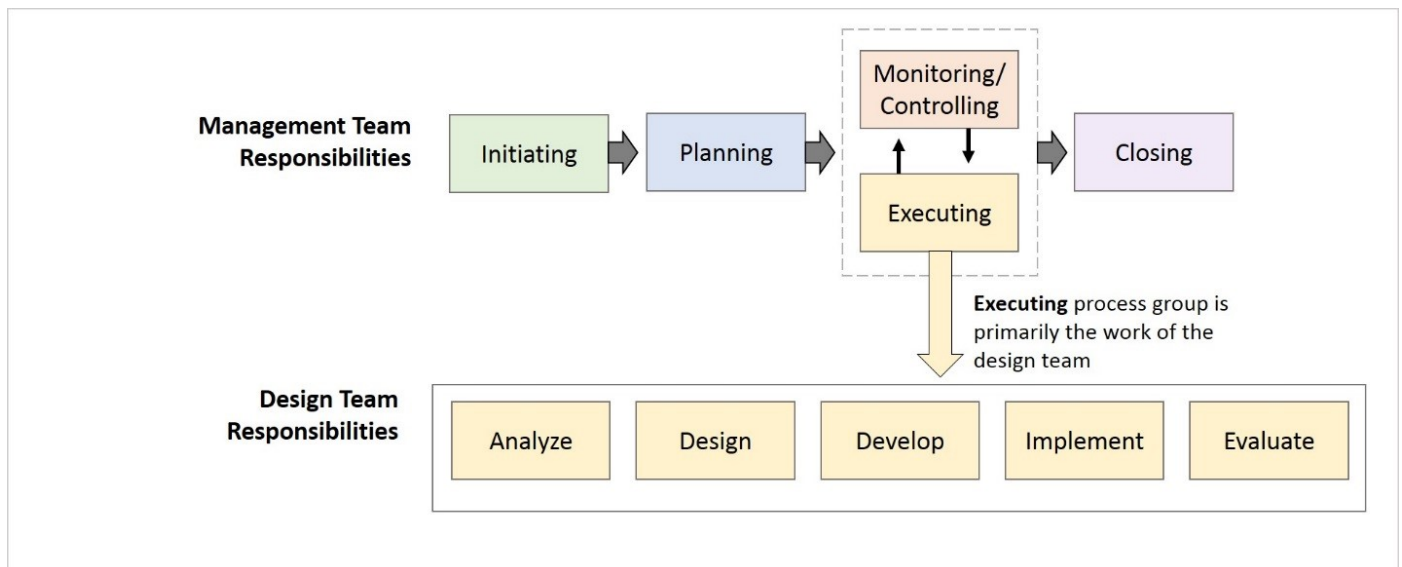 Management Team
Responsibilities
Initiating
Planning
Monitoring/
Controlling
Executing
Closing
Executing process group is
primarily the work of the
design team
Design Team
Responsibilities
Analyze
Design
Develop
Implement
Evaluate